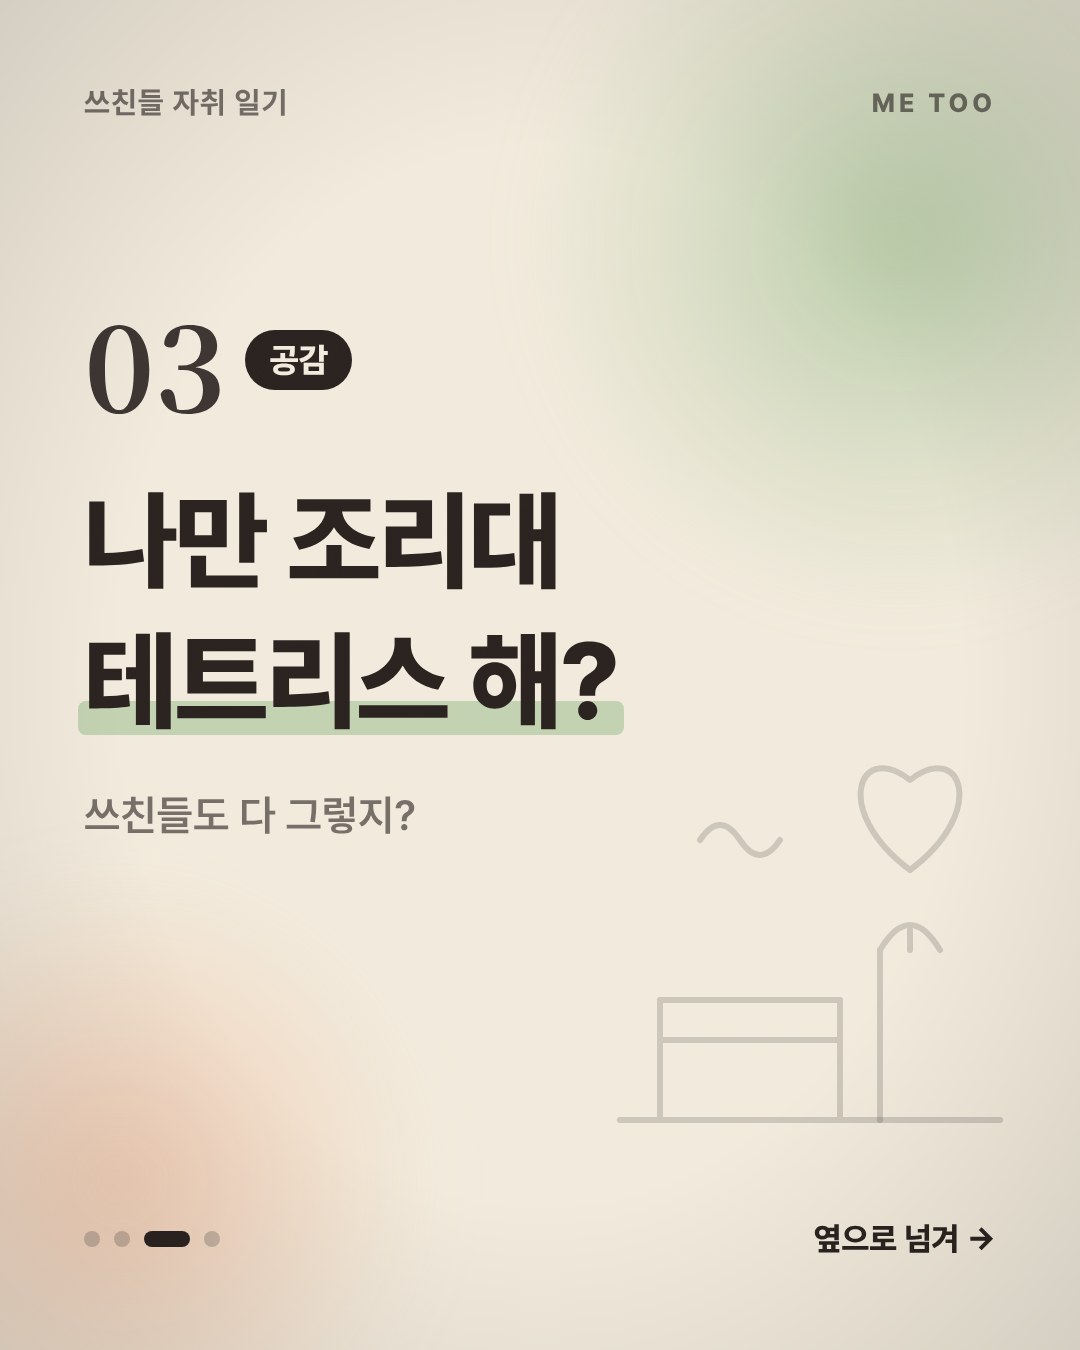 쓰친들 자취 일기
ME TOO
03 공감
나만 조리대
테트리스 해?
쓰친들도 다 그렇지?
옆으로 넘겨 →